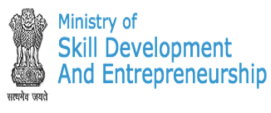 Ministry of
Skill Development
And Entrepreneurship
सत्यमेव जयते